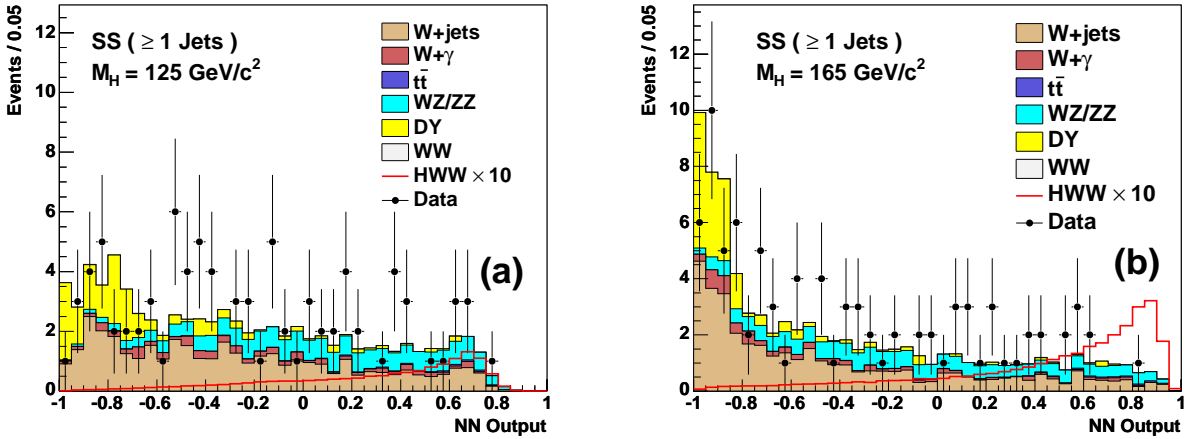 Events / 0.05
12
10
8
6
4
2
0
SS ( ≥ 1 Jets )
M_H = 125 GeV/c²
W+jets
W+γ
tt̄
WZ/ZZ
DY
WW
HWW × 10
Data
(a)
-1 -0.8 -0.6 -0.4 -0.2 0 0.2 0.4 0.6 0.8 1
NN Output
Events / 0.05
12
10
8
6
4
2
0
SS ( ≥ 1 Jets )
M_H = 165 GeV/c²
W+jets
W+γ
tt̄
WZ/ZZ
DY
WW
HWW × 10
Data
(b)
-1 -0.8 -0.6 -0.4 -0.2 0 0.2 0.4 0.6 0.8 1
NN Output